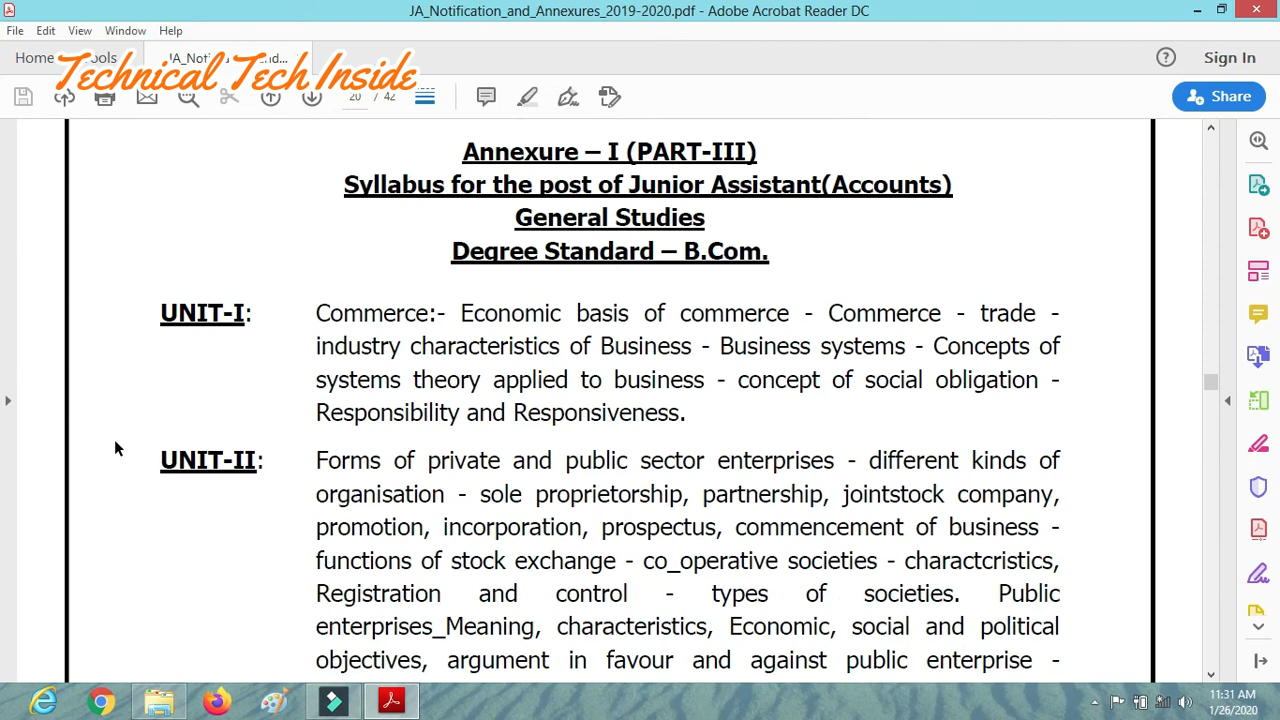 JA_Notification_and_Annexures_2019-2020.pdf - Adobe Acrobat Reader DC
File Edit View Window Help
Home JA_Noti
Technical Tech Inside
Sign In
20 / 42
Share
Annexure – I (PART-III)
Syllabus for the post of Junior Assistant(Accounts)
General Studies
Degree Standard – B.Com.
UNIT-I: Commerce:- Economic basis of commerce - Commerce - trade -
industry characteristics of Business - Business systems - Concepts of
systems theory applied to business - concept of social obligation -
Responsibility and Responsiveness.
UNIT-II: Forms of private and public sector enterprises - different kinds of
organisation - sole proprietorship, partnership, jointstock company,
promotion, incorporation, prospectus, commencement of business -
functions of stock exchange - co_operative societies - charactcristics,
Registration and control - types of societies. Public
enterprises_Meaning, characteristics, Economic, social and political
objectives, argument in favour and against public enterprise -
11:31 AM
1/26/2020